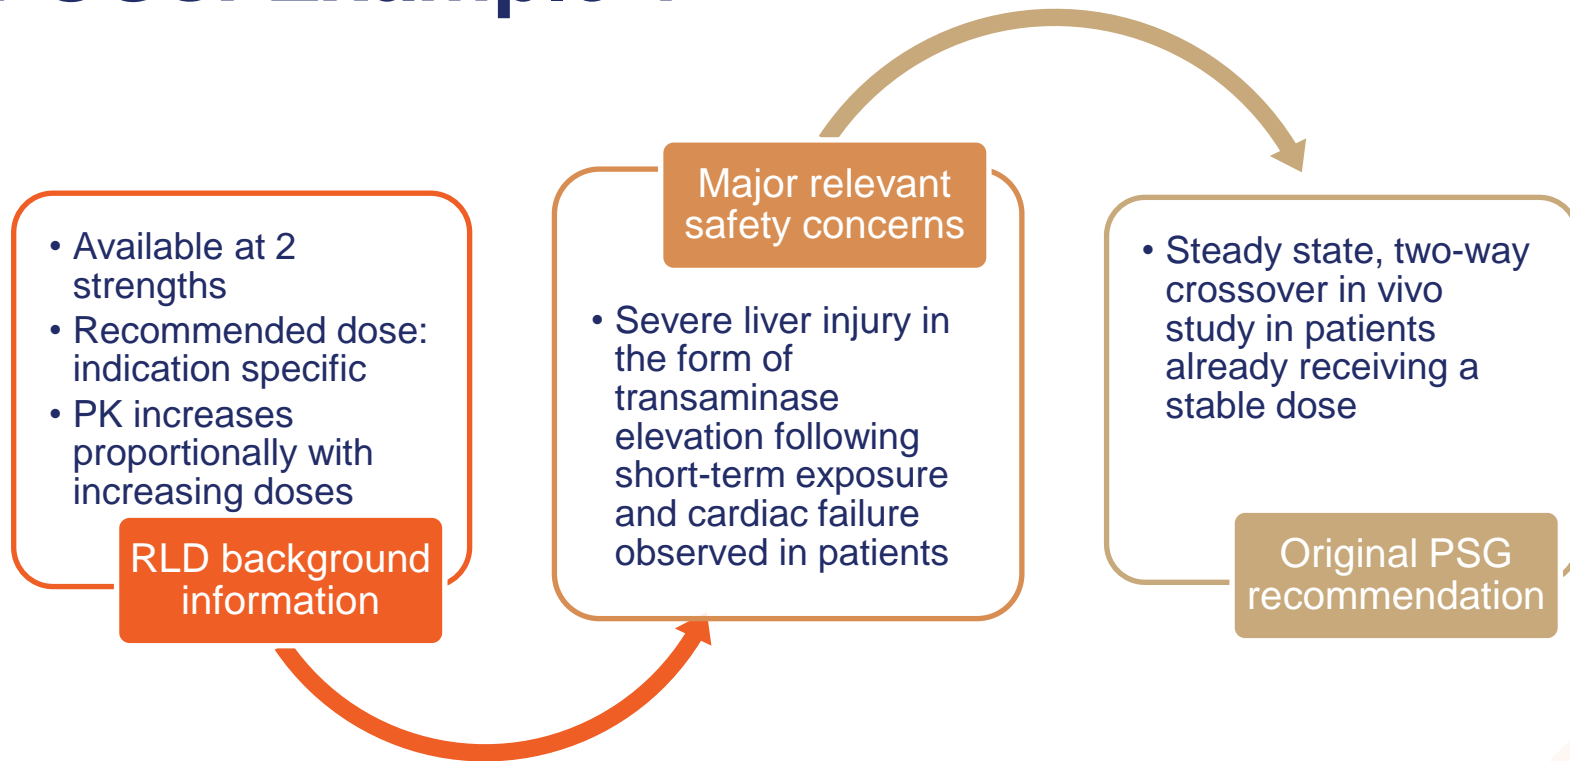 • Available at 2
strengths
• Recommended dose:
indication specific
• PK increases
proportionally with
increasing doses
RLD background
information
Major relevant
safety concerns
• Severe liver injury in
the form of
transaminase
elevation following
short-term exposure
and cardiac failure
observed in patients
• Steady state, two-way
crossover in vivo
study in patients
already receiving a
stable dose
Original PSG
recommendation